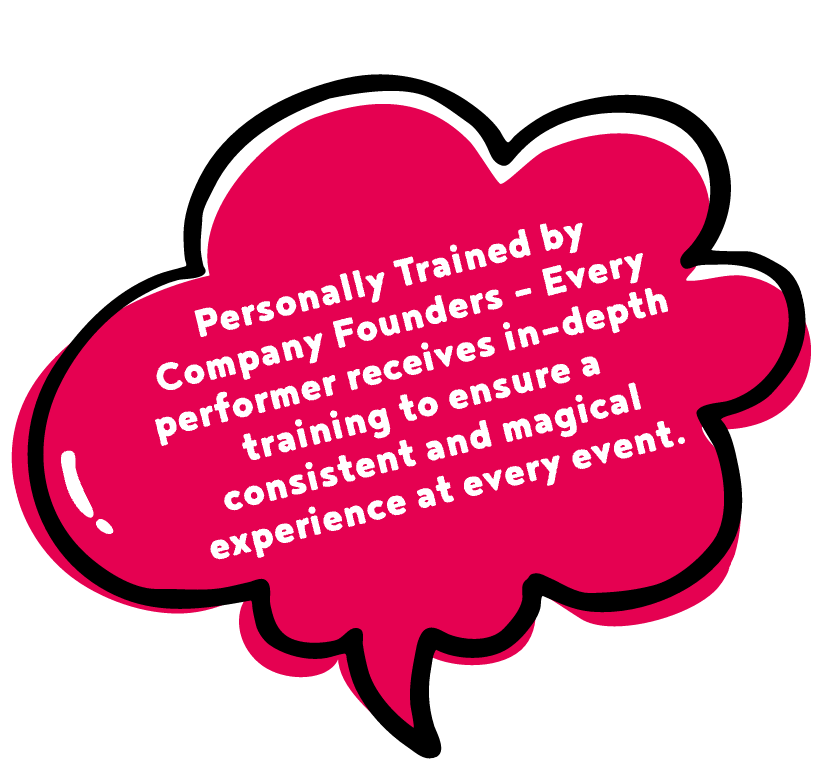 Personally Trained by
Company Founders - Every
performer receives in-depth
training to ensure a
consistent and magical
experience at every event.